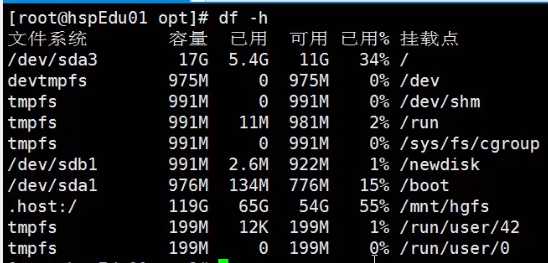 [root@hspEdu01 opt]# df -h
文件系统 容量 已用 可用 已用% 挂载点
/dev/sda3 17G 5.4G 11G 34% /
devtmpfs 975M 0 975M 0% /dev
tmpfs 991M 0 991M 0% /dev/shm
tmpfs 991M 11M 981M 2% /run
tmpfs 991M 0 991M 0% /sys/fs/cgroup
/dev/sdb1 991M 2.6M 922M 1% /newdisk
/dev/sda1 976M 134M 776M 15% /boot
.host:/ 119G 65G 54G 55% /mnt/hgfs
tmpfs 199M 12K 199M 1% /run/user/42
tmpfs 199M 0 199M 0% /run/user/0